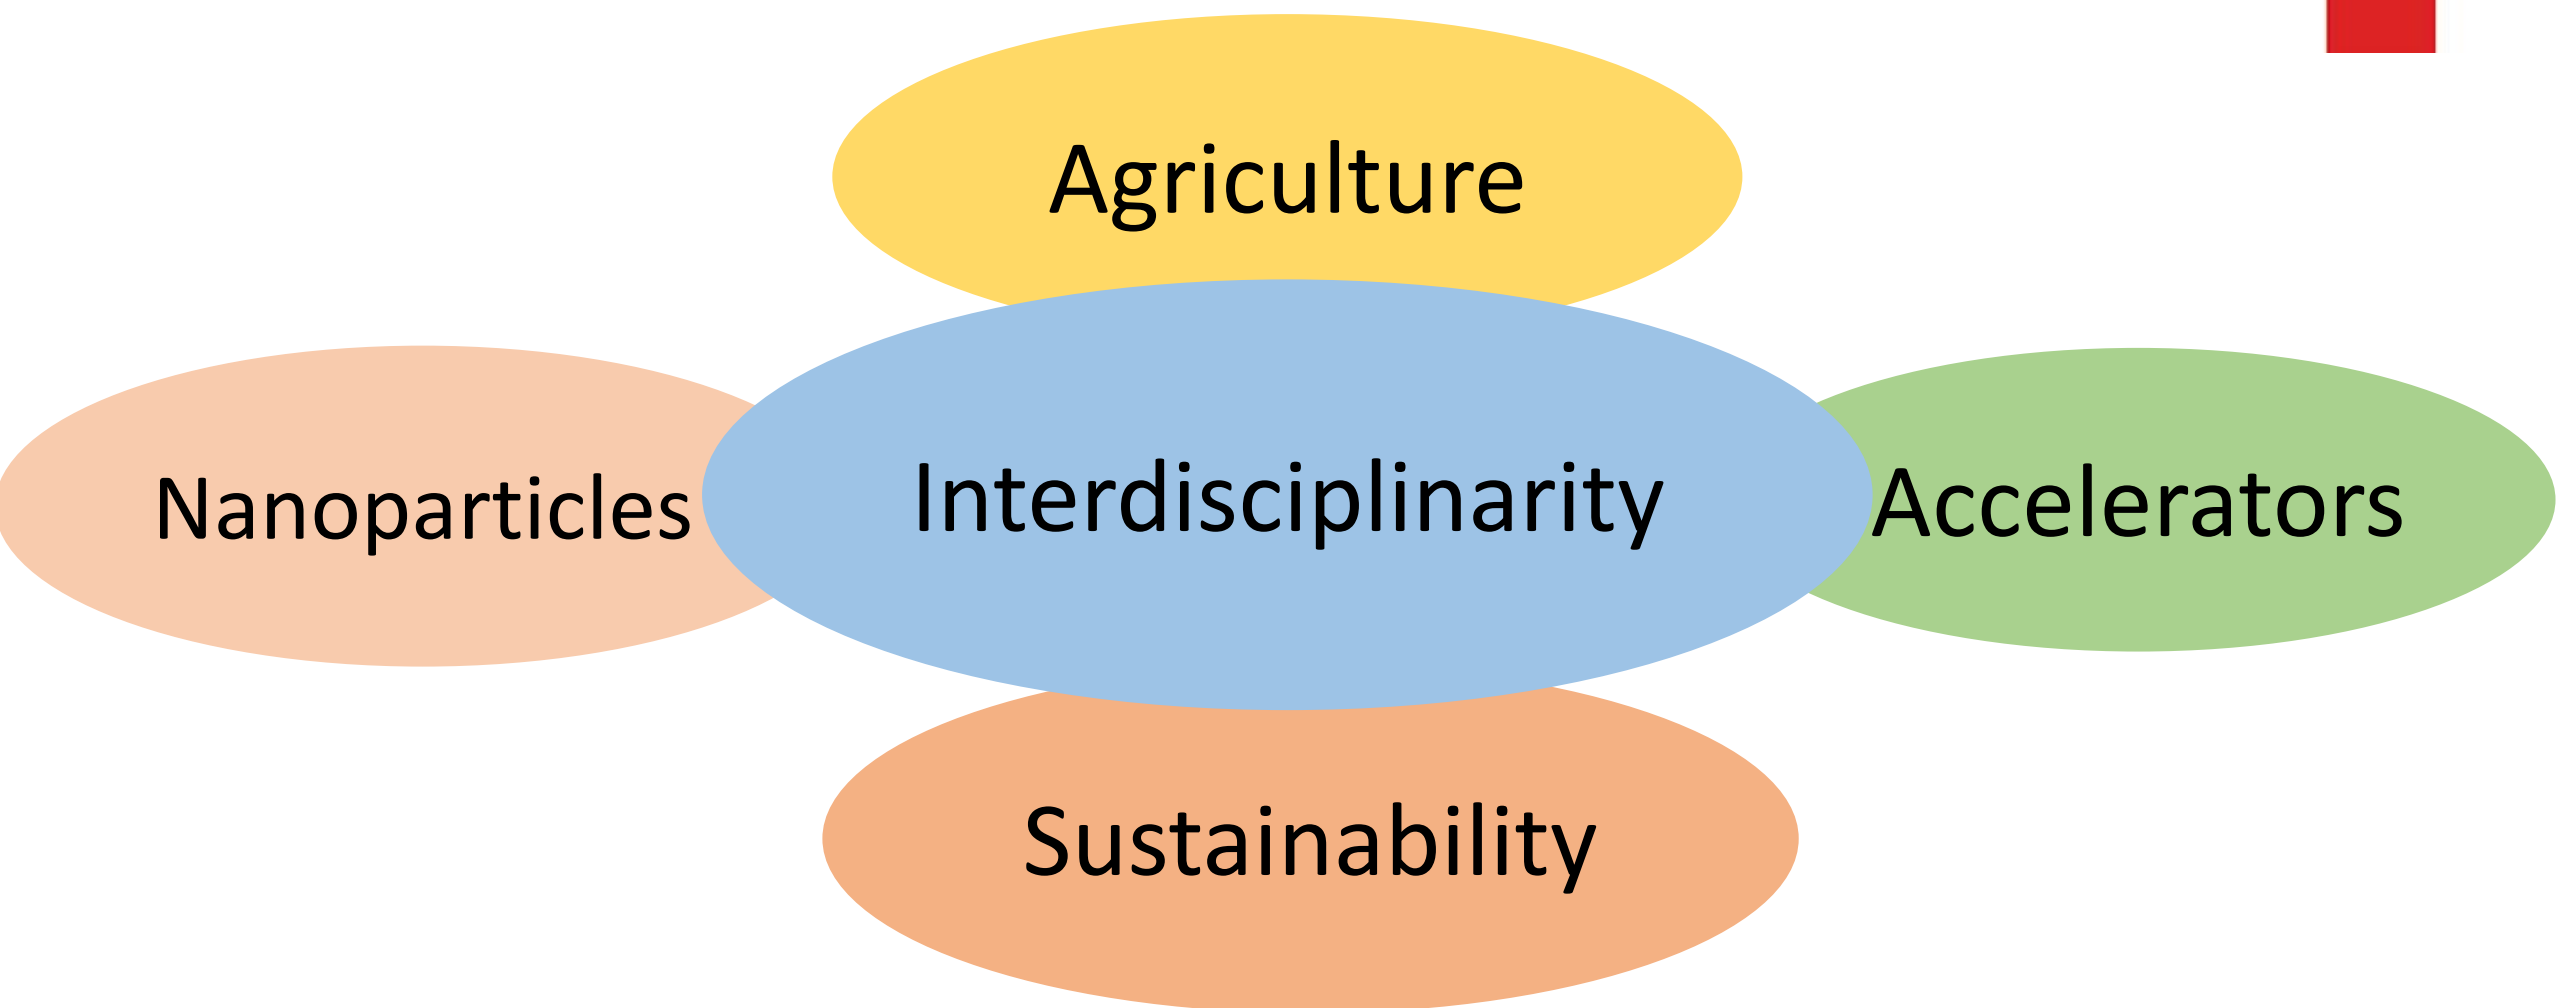 Agriculture
Nanoparticles
Interdisciplinarity
Accelerators
Sustainability